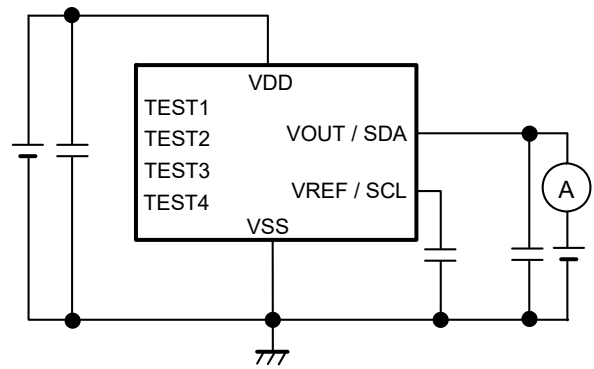 VDD
TEST1
TEST2
TEST3
TEST4
VOUT / SDA
VREF / SCL
VSS
A